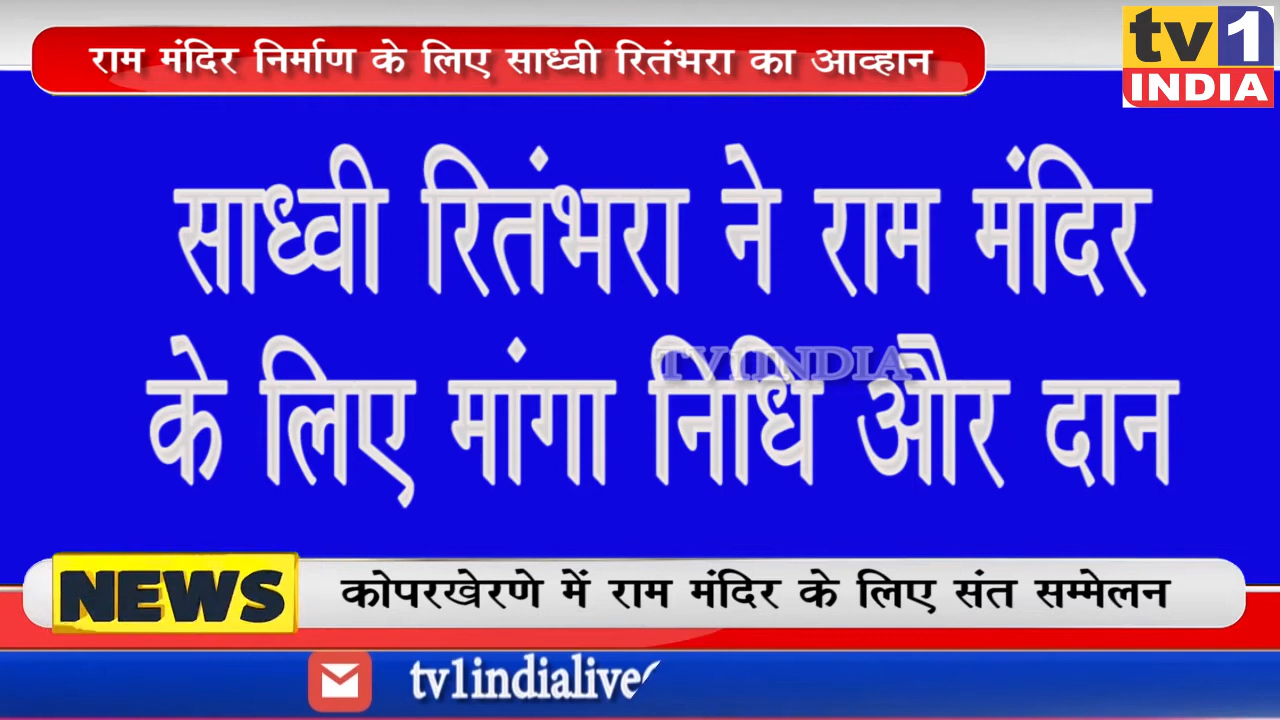 राम मंदिर निर्माण के लिए साध्वी रितंभरा का आव्हान
tv1
INDIA
साध्वी रितंभरा ने राम मंदिर
के लिए मांगा निधि और दान
TV1INDIA
NEWS
कोपरखेरणे में राम मंदिर के लिए संत सम्मेलन
tv1indialive